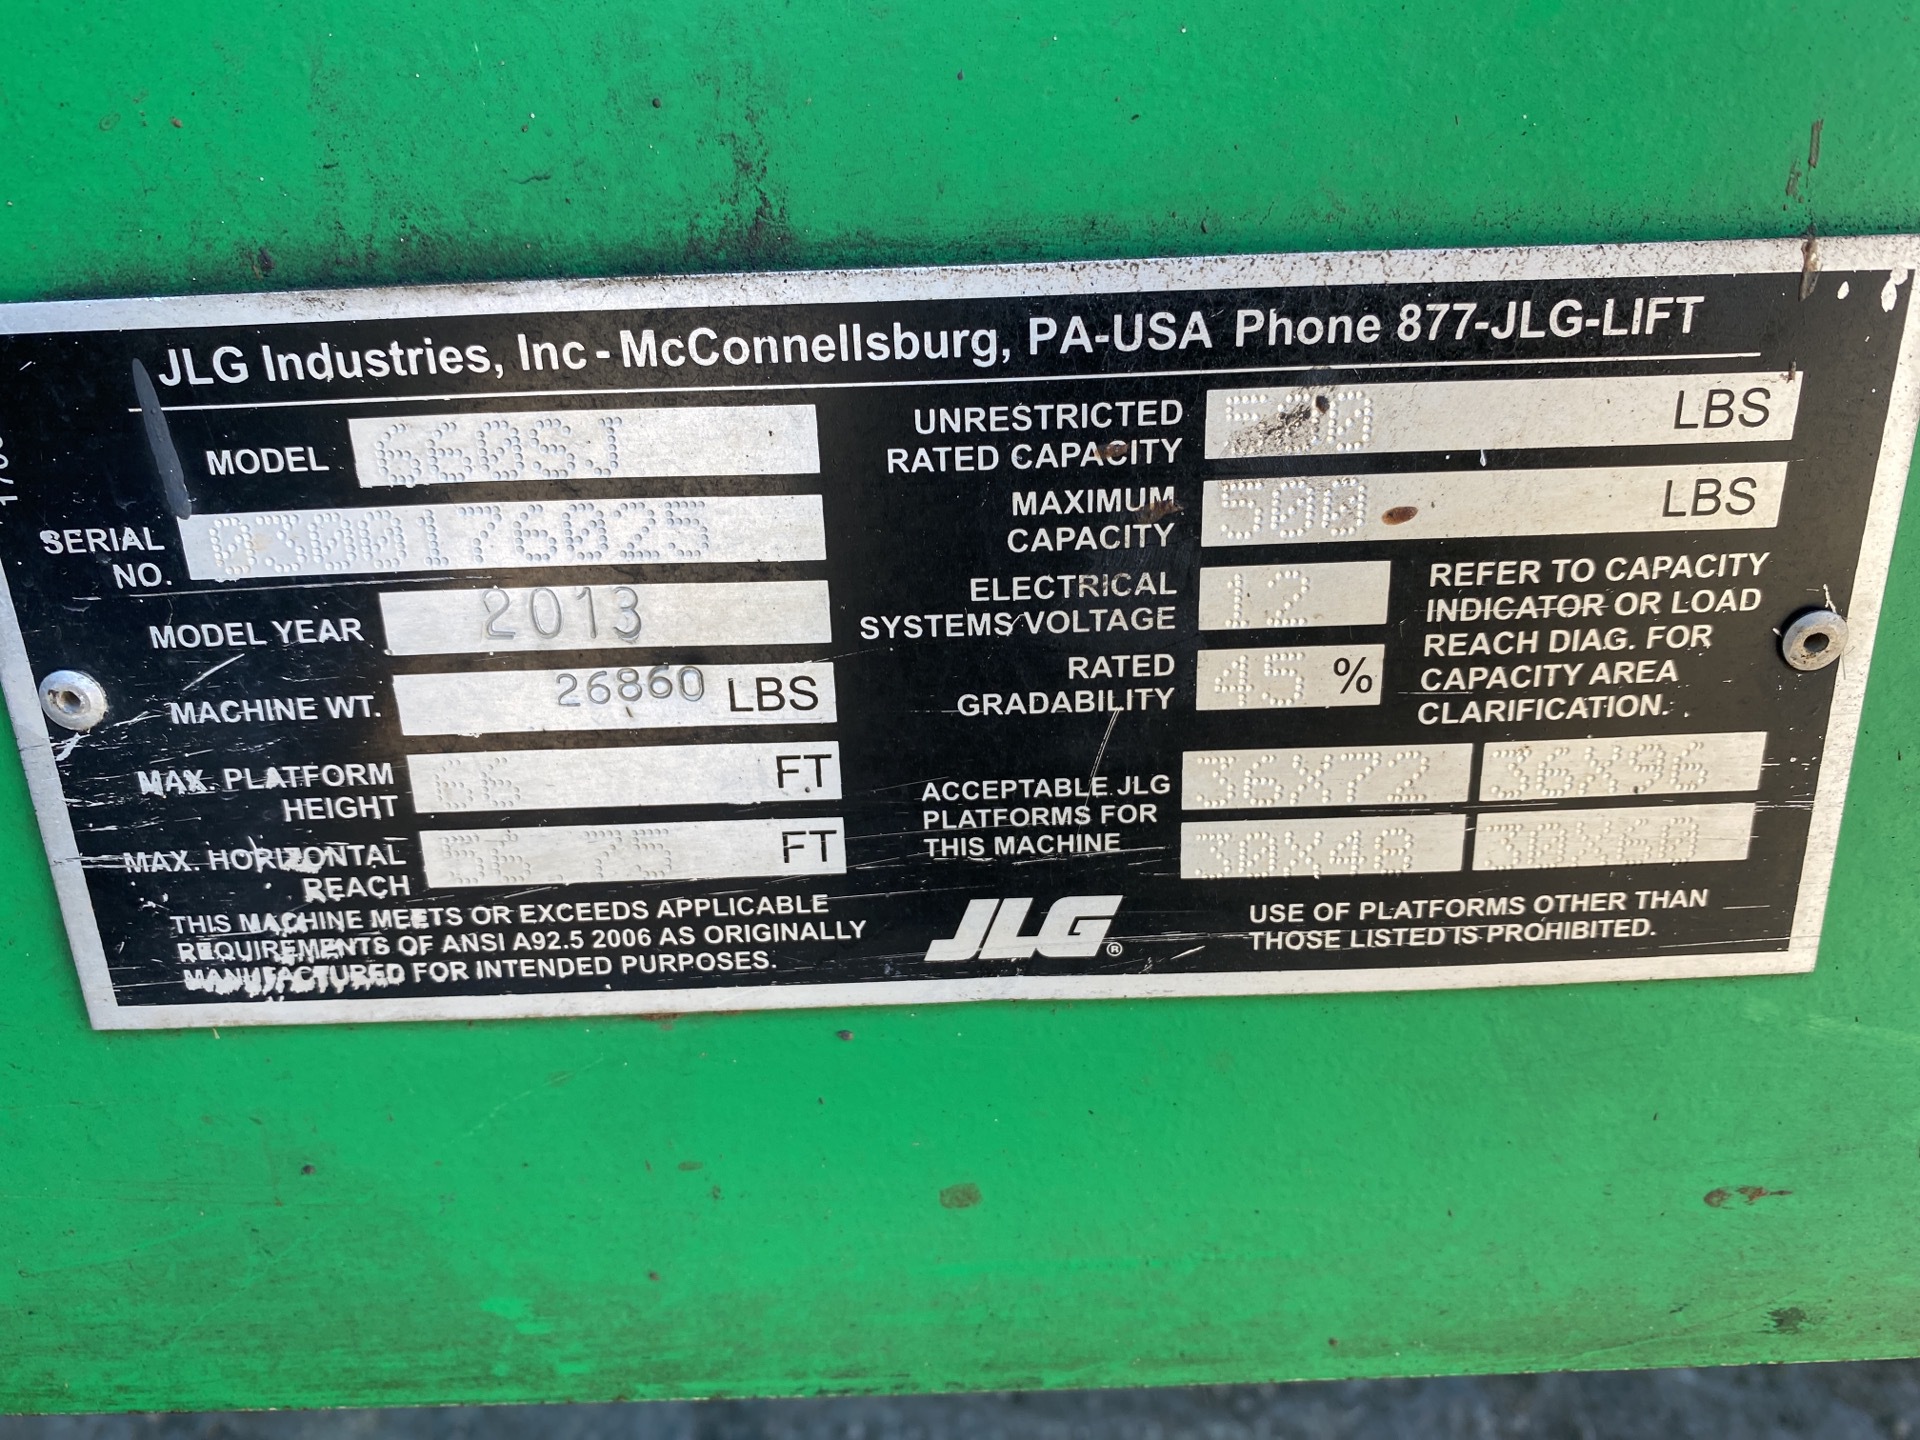 JLG Industries, Inc - McConnellsburg, PA-USA Phone 877-JLG-LIFT
MODEL 660SJ
SERIAL NO. 0300176025
MODEL YEAR 2013
MACHINE WT. 26860 LBS
MAX. PLATFORM
HEIGHT 66 FT
MAX. HORIZONTAL
REACH 56.75 FT
THIS MACHINE MEETS OR EXCEEDS APPLICABLE
REQUIREMENTS OF ANSI A92.5 2006 AS ORIGINALLY
MANUFACTURED FOR INTENDED PURPOSES.
UNRESTRICTED
RATED CAPACITY 500 LBS
MAXIMUM
CAPACITY 500 LBS
ELECTRICAL
SYSTEMS VOLTAGE 12
RATED
GRADABILITY 45 %
REFER TO CAPACITY
INDICATOR OR LOAD
REACH DIAG. FOR
CAPACITY AREA
CLARIFICATION.
ACCEPTABLE JLG
PLATFORMS FOR
THIS MACHINE
36X72 36X96
30X48 30X60
JLG®
USE OF PLATFORMS OTHER THAN
THOSE LISTED IS PROHIBITED.